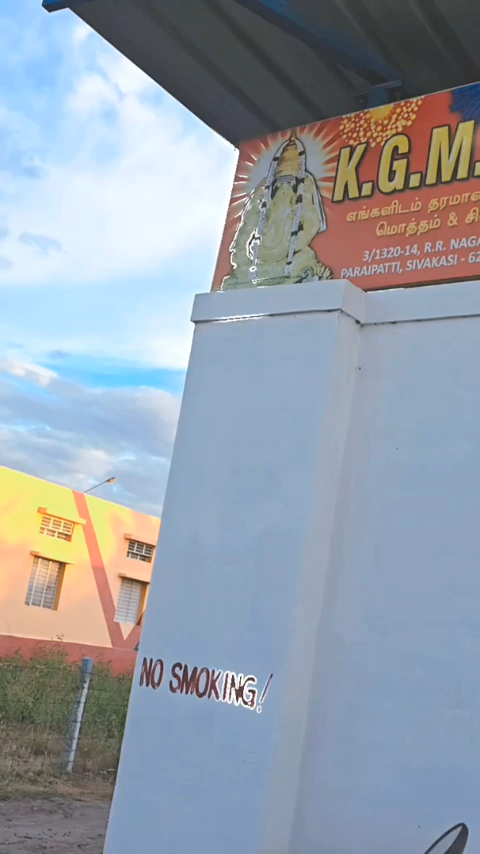 K.G.M.
எங்களிடம் தரமான
மொத்தம் & சி
3/1320-14, R.R. NAGA
PARAIPATTI, SIVAKASI - 62
NO SMOKING!